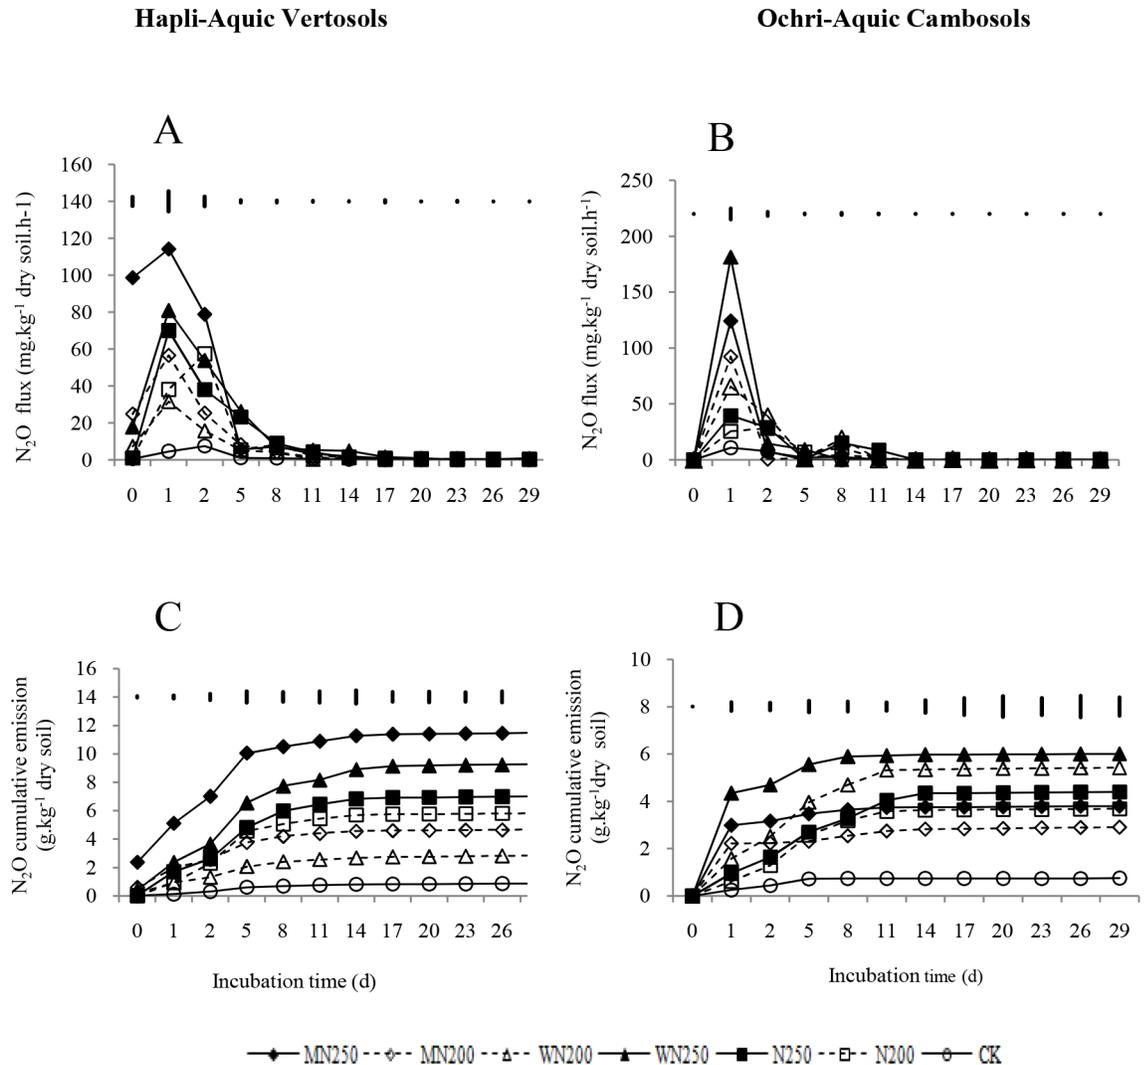 Hapli-Aquic Vertosols
Ochri-Aquic Cambosols
A
N₂O flux (mg.kg⁻¹ dry soil.h-1)
160
140
120
100
80
60
40
20
0
0 1 2 5 8 11 14 17 20 23 26 29
B
N₂O flux (mg.kg⁻¹ dry soil.h⁻¹)
250
200
150
100
50
0
0 1 2 5 8 11 14 17 20 23 26 29
C
N₂O cumulative emission
(g.kg⁻¹ dry soil)
16
14
12
10
8
6
4
2
0
0 1 2 5 8 11 14 17 20 23 26
Incubation time (d)
D
N₂O cumulative emission
(g.kg⁻¹dry soil)
10
8
6
4
2
0
0 1 2 5 8 11 14 17 20 23 26 29
Incubation time (d)
MN250 MN200 WN200 WN250 N250 N200 CK